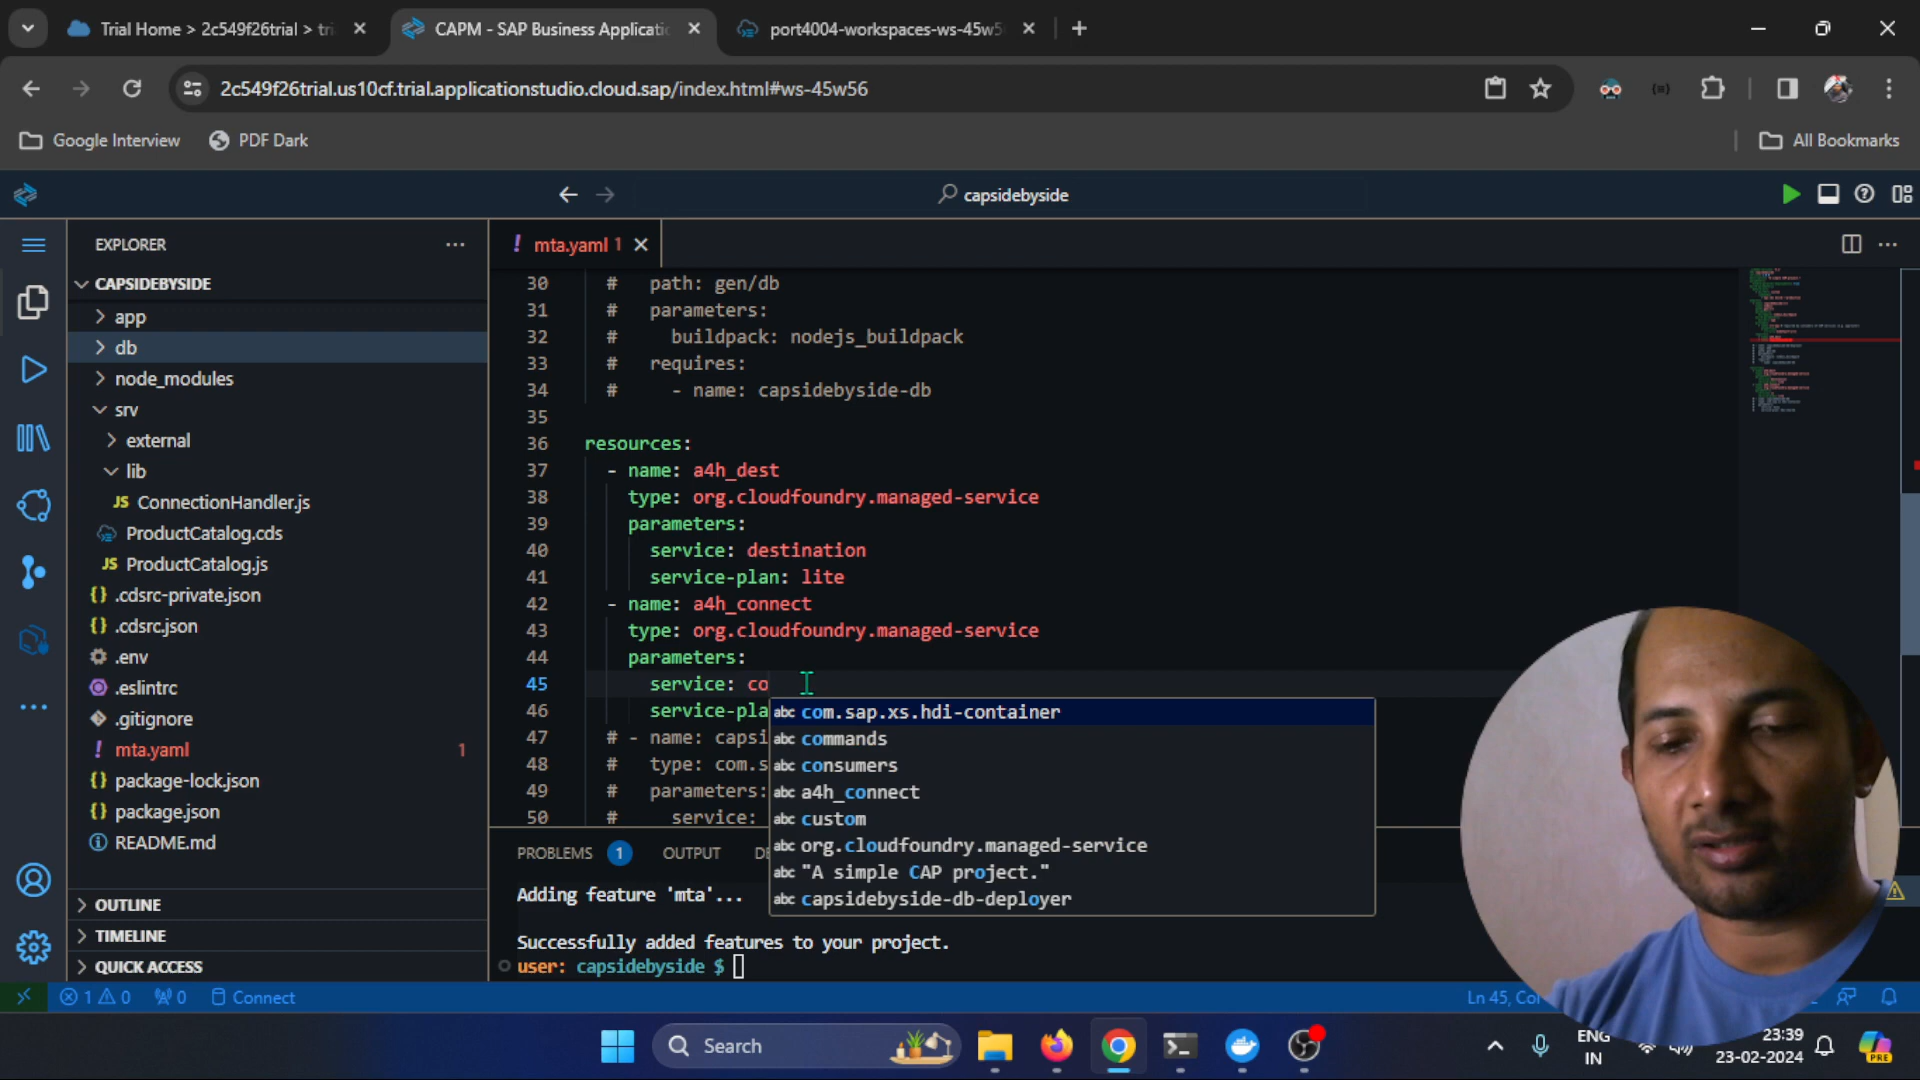 Trial Home > 2c549f26trial > tri
CAPM - SAP Business Applicati
port4004-workspaces-ws-45w5
2c549f26trial.us10cf.trial.applicationstudio.cloud.sap/index.html#ws-45w56
Google Interview
PDF Dark
All Bookmarks
capsidebyside
EXPLORER
mta.yaml 1
CAPSIDEBYSIDE
app
db
node_modules
srv
external
lib
JS ConnectionHandler.js
ProductCatalog.cds
JS ProductCatalog.js
{} .cdsrc-private.json
{} .cdsrc.json
.env
.eslintrc
.gitignore
! mta.yaml 1
{} package-lock.json
{} package.json
README.md
OUTLINE
TIMELINE
QUICK ACCESS
30 # path: gen/db
31 # parameters:
32 # buildpack: nodejs_buildpack
33 # requires:
34 # - name: capsidebyside-db
35
36 resources:
37 - name: a4h_dest
38 type: org.cloudfoundry.managed-service
39 parameters:
40 service: destination
41 service-plan: lite
42 - name: a4h_connect
43 type: org.cloudfoundry.managed-service
44 parameters:
45 service: co
46 service-pla
47 # - name: capsi
48 # type: com.s
49 # parameters:
50 # service:
abc com.sap.xs.hdi-container
abc commands
abc consumers
abc a4h_connect
abc custom
abc org.cloudfoundry.managed-service
abc "A simple CAP project."
abc capsidebyside-db-deployer
PROBLEMS 1 OUTPUT DE
Adding feature 'mta'...
Successfully added features to your project.
user: capsidebyside $
1 0 0 Connect
Ln 45, Col
Search
ENG
IN
23:39
23-02-2024
PRE